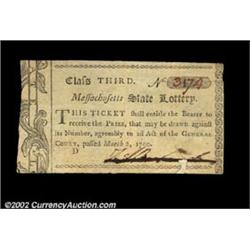 Class THIRD. No 3174
Massachusetts State Lottery.
THIS TICKET shall entitle the Bearer to
receive the PRIZE, that may be drawn against
its Number, agreeably to an Act of the GENERAL
COURT, passed March 2, 1790.
D
©2002 CurrencyAuction.com